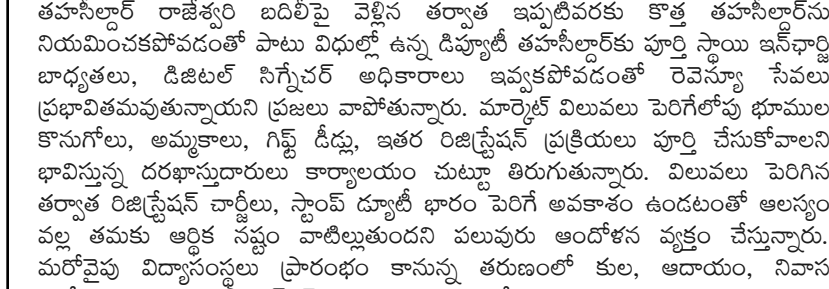 తహసీల్దార్ రాజేశ్వరి బదిలీపై వెళ్లిన తర్వాత ఇప్పటివరకు కొత్త తహసీల్దార్‌ను
నియమించకపోవడంతో పాటు విధుల్లో ఉన్న డిప్యూటీ తహసీల్దార్‌కు పూర్తి స్థాయి ఇన్‌ఛార్జి
బాధ్యతలు, డిజిటల్ సిగ్నేచర్ అధికారాలు ఇవ్వకపోవడంతో రెవెన్యూ సేవలు
ప్రభావితమవుతున్నాయని ప్రజలు వాపోతున్నారు. మార్కెట్ విలువలు పెరిగేలోపు భూముల
కొనుగోలు, అమ్మకాలు, గిఫ్ట్ డీడ్లు, ఇతర రిజిస్ట్రేషన్ ప్రక్రియలు పూర్తి చేసుకోవాలని
భావిస్తున్న దరఖాస్తుదారులు కార్యాలయం చుట్టూ తిరుగుతున్నారు. విలువలు పెరిగిన
తర్వాత రిజిస్ట్రేషన్ చార్జీలు, స్టాంప్ డ్యూటీ భారం పెరిగే అవకాశం ఉండటంతో ఆలస్యం
వల్ల తమకు ఆర్థిక నష్టం వాటిల్లుతుందని పలువురు ఆందోళన వ్యక్తం చేస్తున్నారు.
మరోవైపు విద్యాసంస్థలు ప్రారంభం కానున్న తరుణంలో కుల, ఆదాయం, నివాస